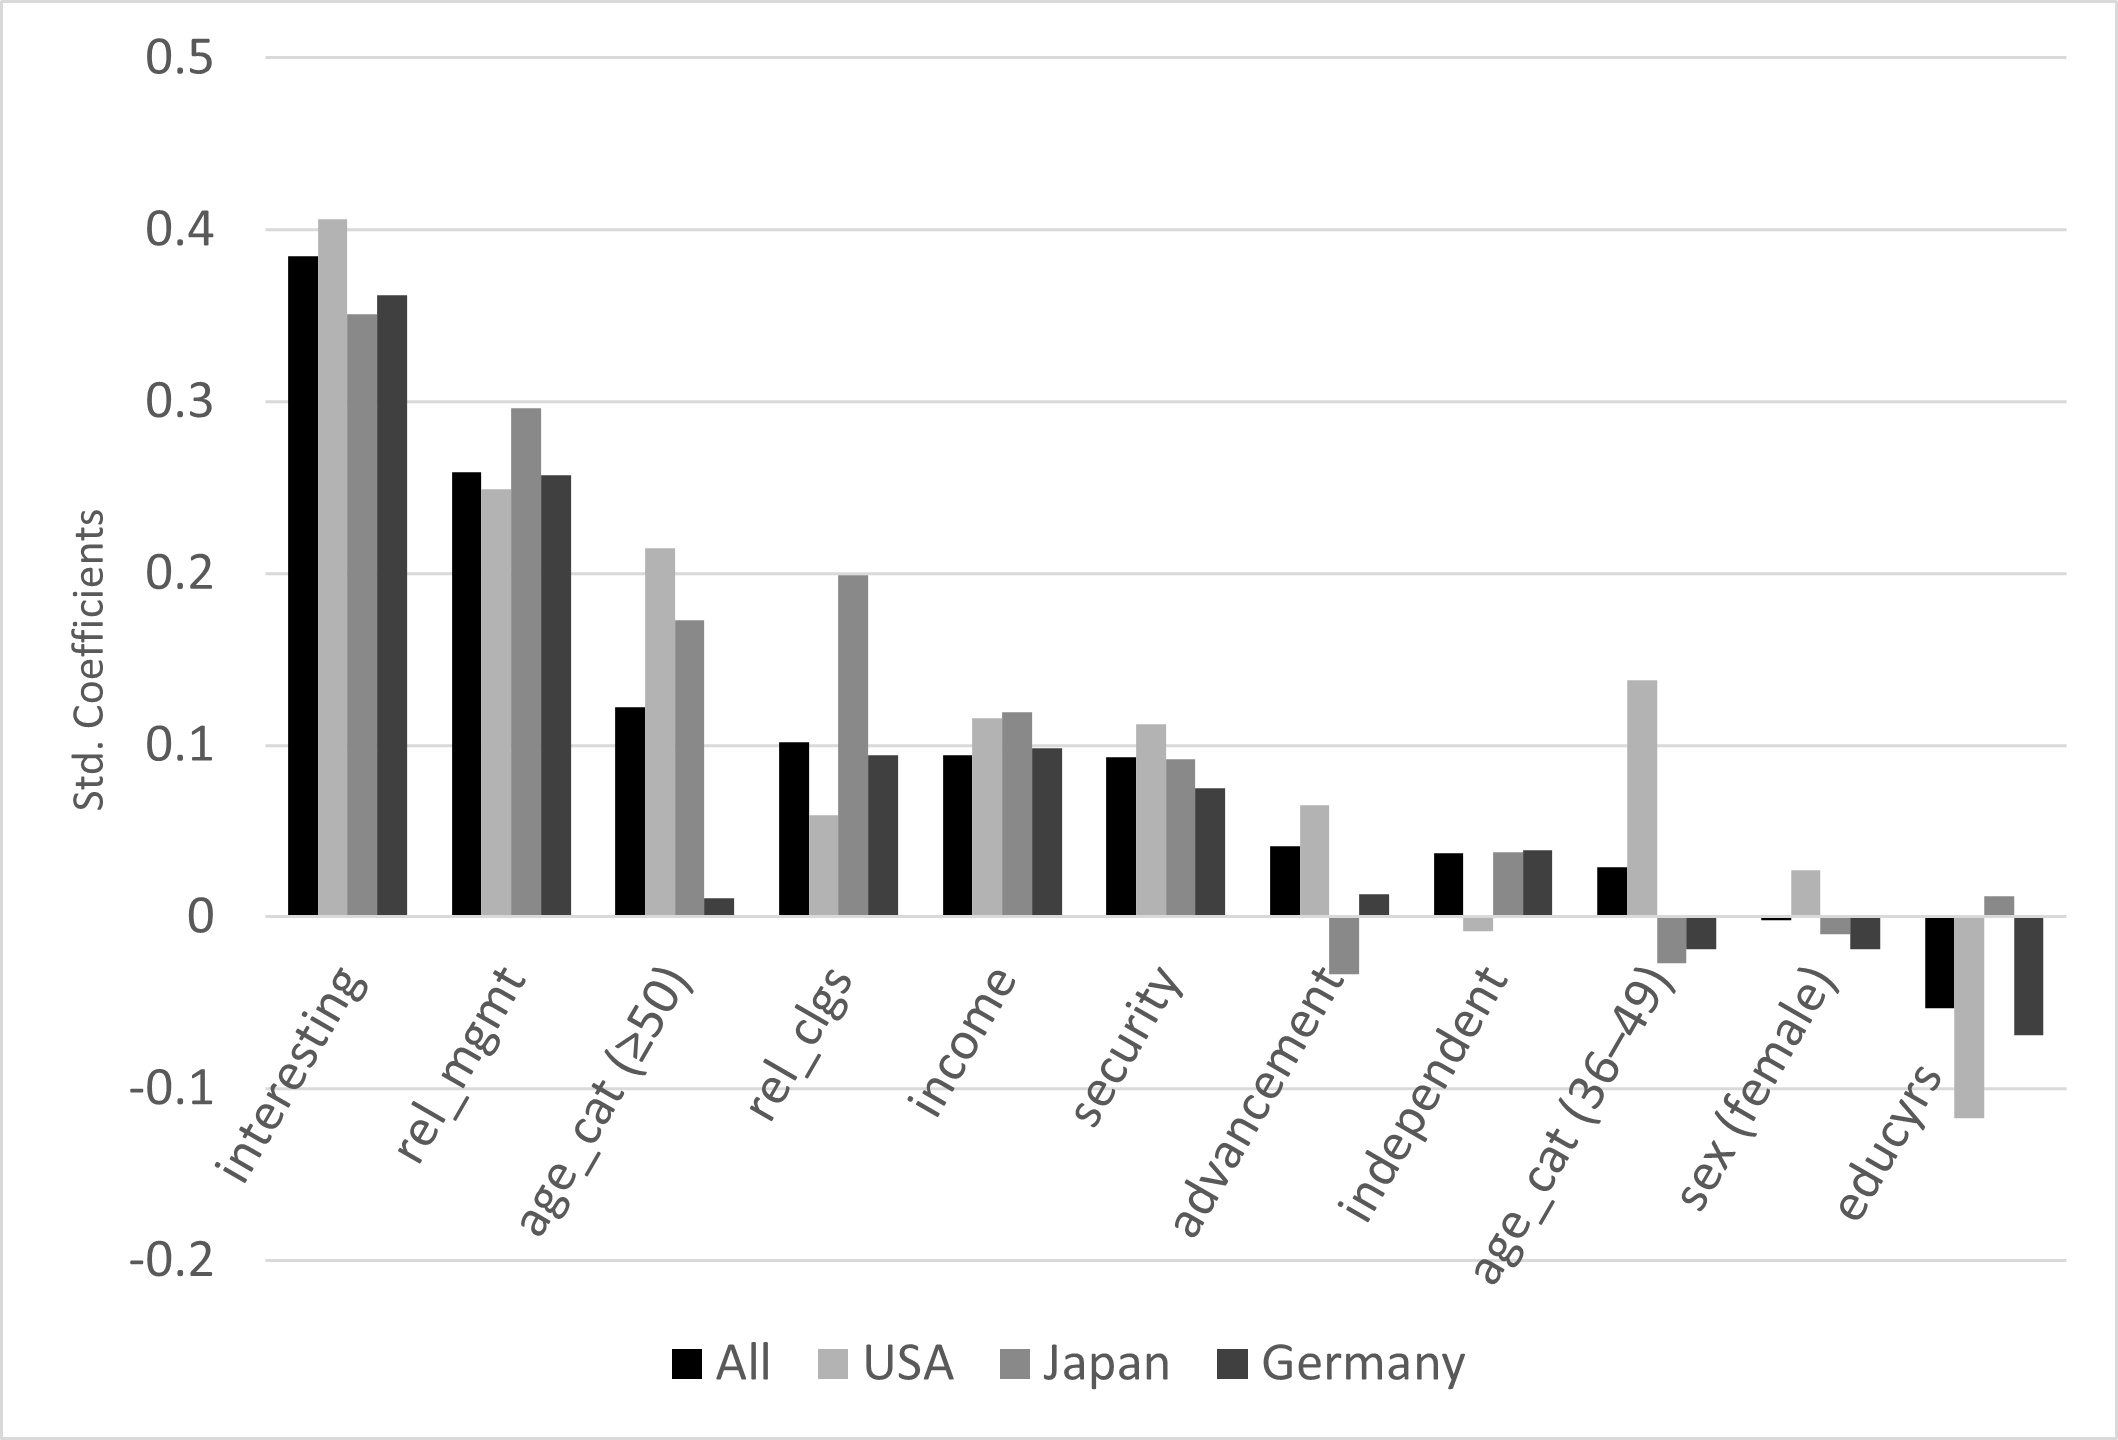 0.5
0.4
0.3
0.2
0.1
0
-0.1
-0.2
Std. Coefficients
interesting
rel_mgmt
age_cat (≥50)
rel_clgs
income
security
advancement
independent
age_cat (36–49)
sex (female)
educyrs
All USA Japan Germany